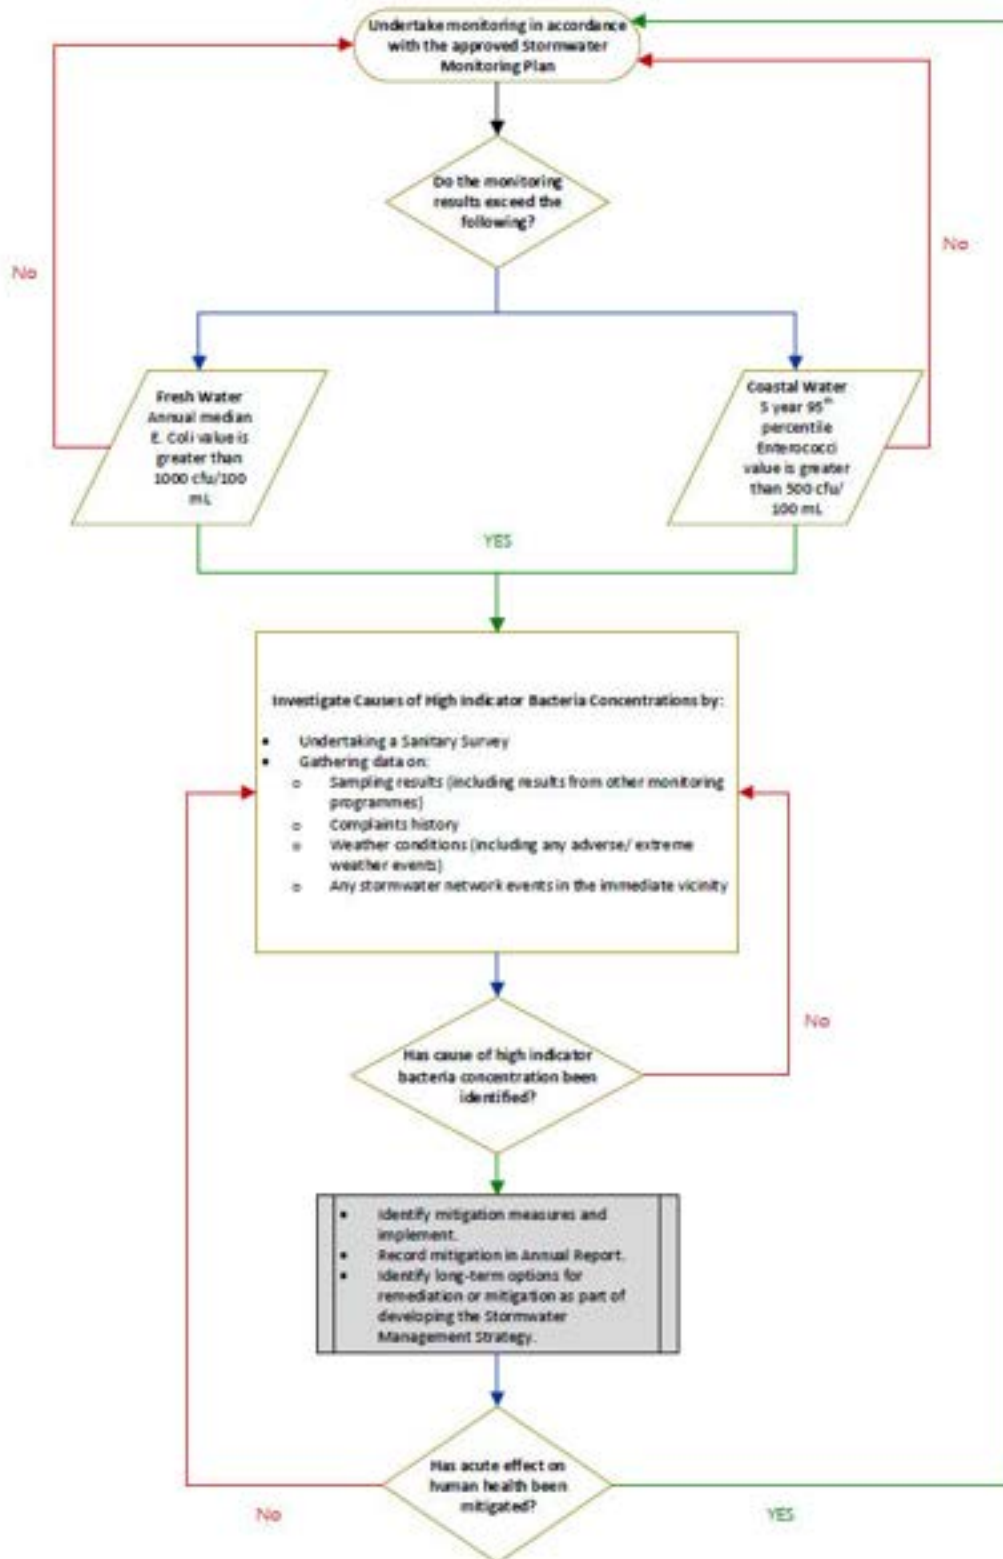 Undertake monitoring in accordance
with the approved Stormwater
Monitoring Plan
Do the monitoring
results exceed the
following?
No
No
Fresh Water
Annual median
E. Coli value is
greater than
1000 cfu/100
mL
Coastal Water
5 year 95th
percentile
Enterococci
value is greater
than 500 cfu/
100 mL
YES
Investigate Causes of High Indicator Bacteria Concentrations by:
• Undertaking a Sanitary Survey
• Gathering data on:
o Sampling results (including results from other monitoring
programmes)
o Complaints history
o Weather conditions (including any adverse/ extreme
weather events)
o Any stormwater network events in the immediate vicinity
No
Has cause of high indicator
bacteria concentration been
identified?
• Identify mitigation measures and
implement.
• Record mitigation in Annual Report.
• Identify long-term options for
remediation or mitigation as part of
developing the Stormwater
Management Strategy.
Has acute effect on
human health been
mitigated?
No
YES